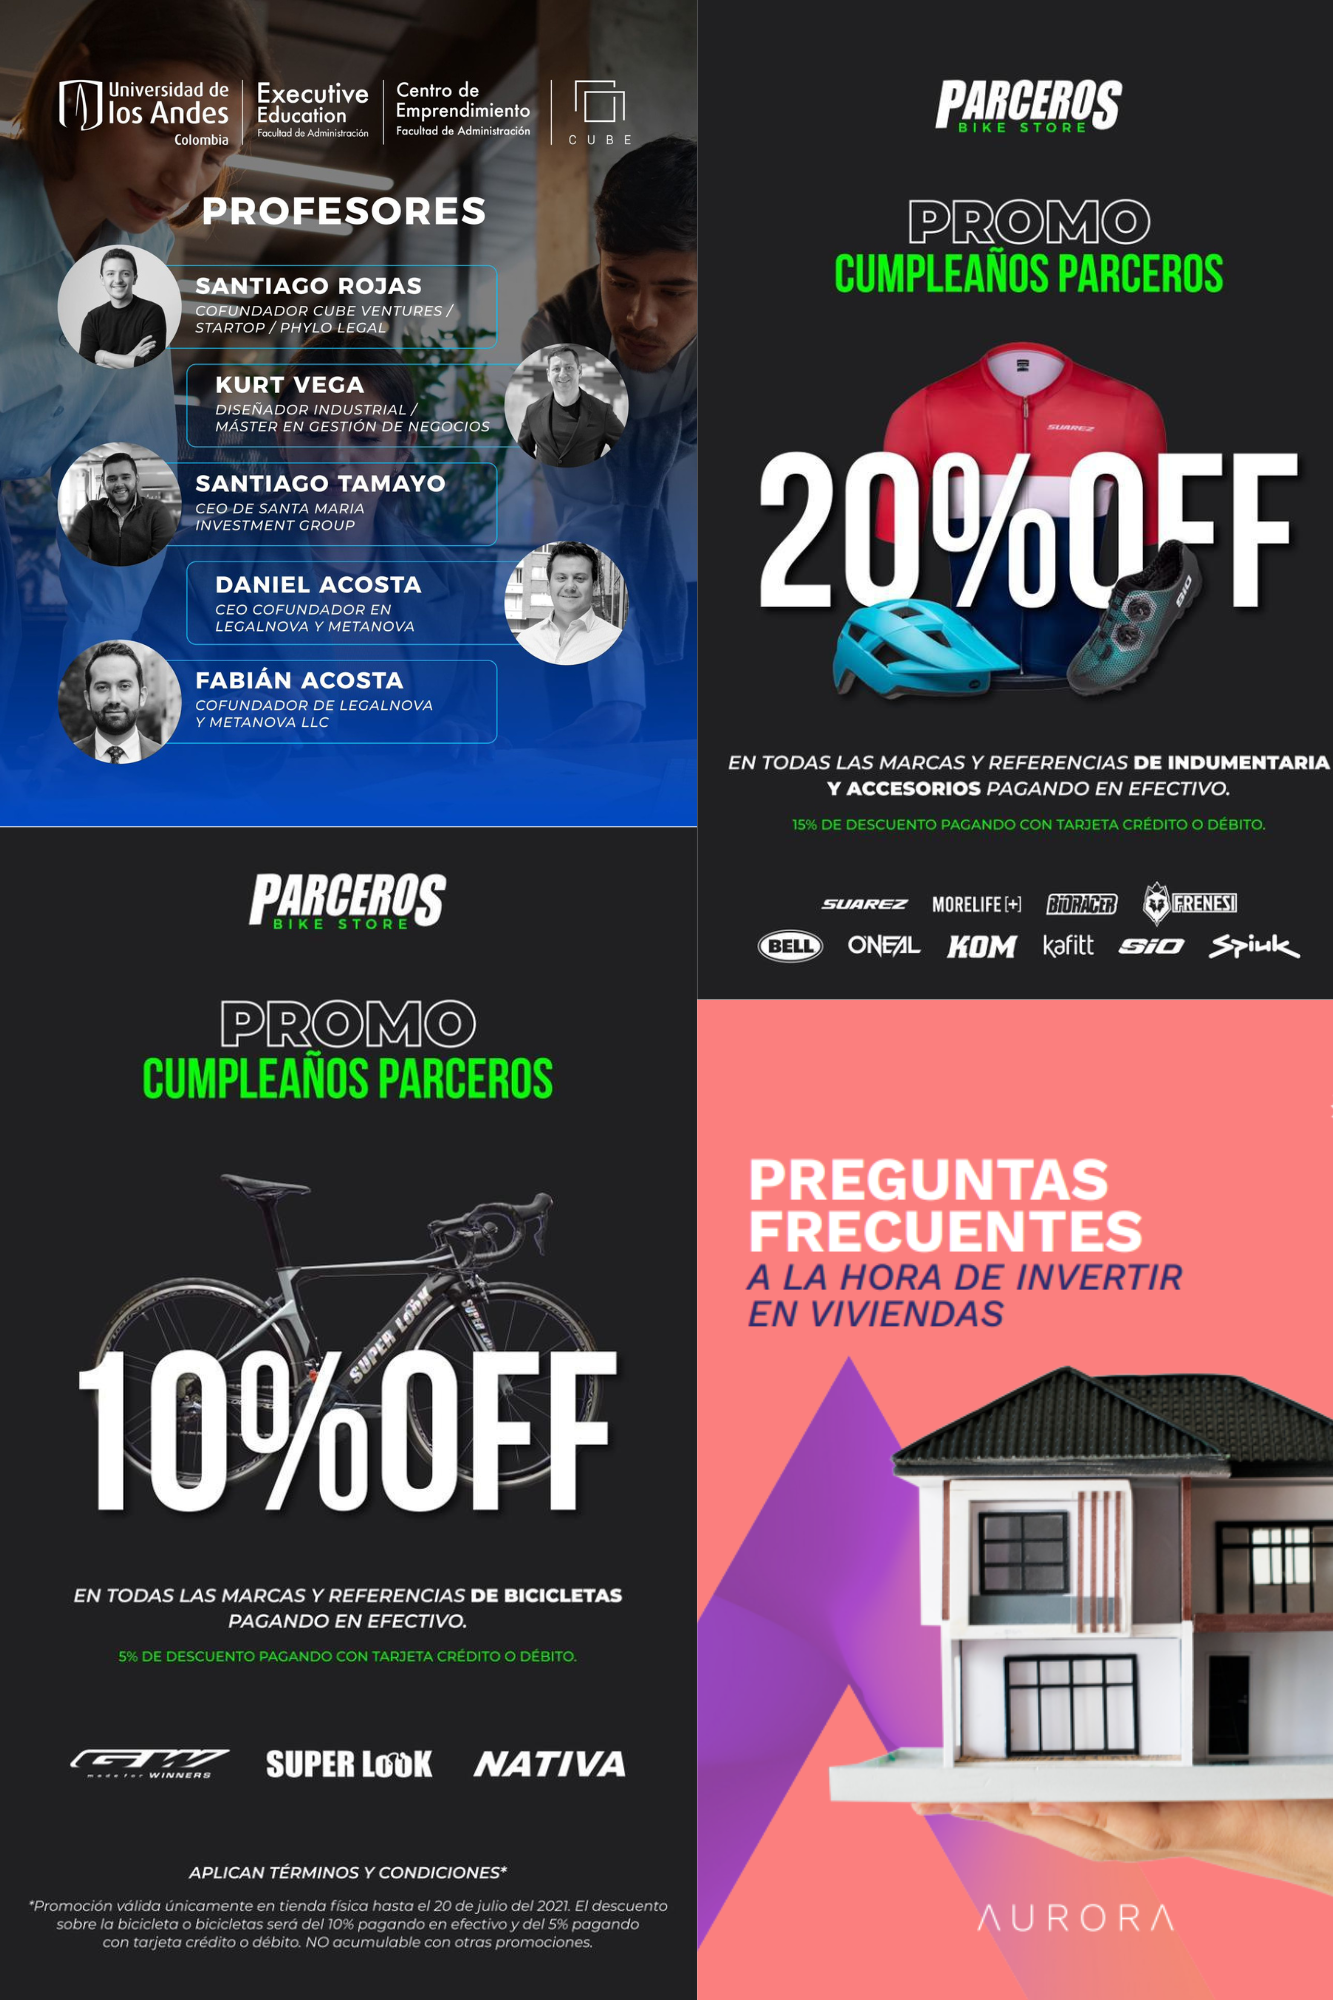 Universidad de
los Andes
Colombia
Executive
Education
Facultad de Administración
Centro de
Emprendimiento
Facultad de Administración
CUBE
PROFESORES
SANTIAGO ROJAS
COFUNDADOR CUBE VENTURES /
STARTOP / PHYLO LEGAL
KURT VEGA
DISEÑADOR INDUSTRIAL /
MÁSTER EN GESTIÓN DE NEGOCIOS
SANTIAGO TAMAYO
CEO DE SANTA MARIA
INVESTMENT GROUP
DANIEL ACOSTA
CEO COFUNDADOR EN
LEGALNOVA Y METANOVA
FABIÁN ACOSTA
COFUNDADOR DE LEGALNOVA
Y METANOVA LLC
PARCEROS
BIKE STORE
PROMO
CUMPLEAÑOS PARCEROS
SUAREZ
20%OFF
SIO
EN TODAS LAS MARCAS Y REFERENCIAS DE INDUMENTARIA
Y ACCESORIOS PAGANDO EN EFECTIVO.
15% DE DESCUENTO PAGANDO CON TARJETA CRÉDITO O DÉBITO.
SUAREZ MORELIFE[+] BIORACER FRENESI
BELL O'NEAL KOM kafitt SIO Spiuk
PARCEROS
BIKE STORE
PROMO
CUMPLEAÑOS PARCEROS
SUPER LOOK
SUPER LOOK
10%OFF
EN TODAS LAS MARCAS Y REFERENCIAS DE BICICLETAS
PAGANDO EN EFECTIVO.
5% DE DESCUENTO PAGANDO CON TARJETA CRÉDITO O DÉBITO.
GTW made for WINNERS
SUPER LOOK
NATIVA
APLICAN TÉRMINOS Y CONDICIONES*
*Promoción válida únicamente en tienda física hasta el 20 de julio del 2021. El descuento
sobre la bicicleta o bicicletas será del 10% pagando en efectivo y del 5% pagando
con tarjeta crédito o débito. NO acumulable con otras promociones.
PREGUNTAS
FRECUENTES
A LA HORA DE INVERTIR
EN VIVIENDAS
AURORA